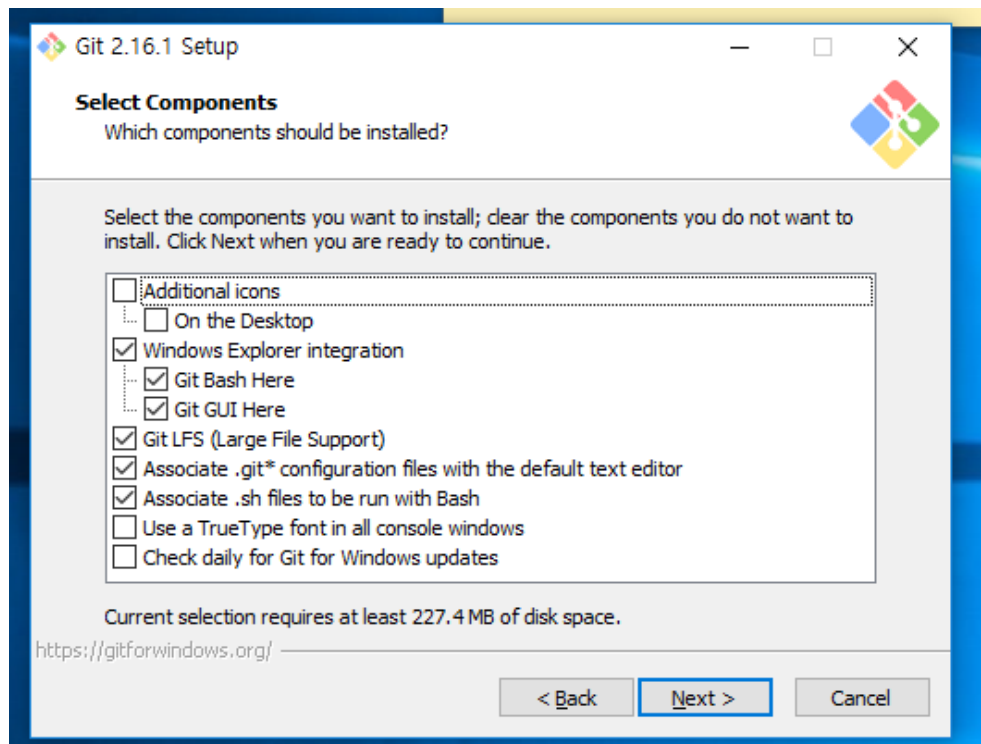 Git 2.16.1 Setup
Select Components
Which components should be installed?
Select the components you want to install; clear the components you do not want to
install. Click Next when you are ready to continue.
Additional icons
On the Desktop
Windows Explorer integration
Git Bash Here
Git GUI Here
Git LFS (Large File Support)
Associate .git* configuration files with the default text editor
Associate .sh files to be run with Bash
Use a TrueType font in all console windows
Check daily for Git for Windows updates
Current selection requires at least 227.4 MB of disk space.
https://gitforwindows.org/
< Back Next > Cancel